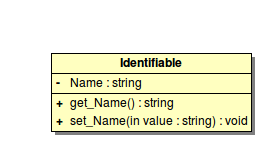 Identifiable
- Name : string
+ get_Name() : string
+ set_Name(in value : string) : void